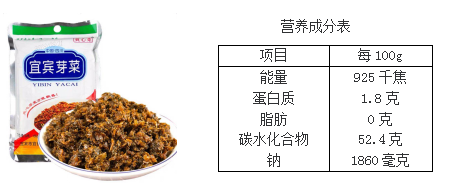 宜宾芽菜
YIBIN YACAI
营养成分表
项目 每100g
能量 925千焦
蛋白质 1.8克
脂肪 0克
碳水化合物 52.4克
钠 1860毫克